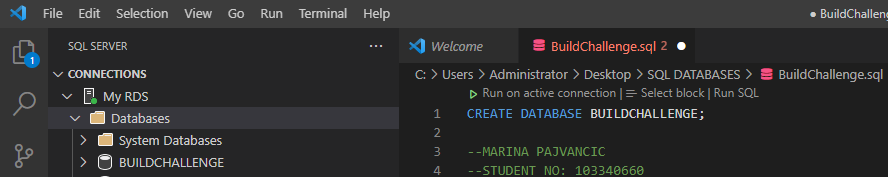 File Edit Selection View Go Run Terminal Help ● BuildChalleng
SQL SERVER ...
Welcome
BuildChallenge.sql 2 ●
1
CONNECTIONS
C: > Users > Administrator > Desktop > SQL DATABASES > BuildChallenge.sql
Run on active connection | Select block | Run SQL
My RDS
1 CREATE DATABASE BUILDCHALLENGE;
Databases
2
System Databases
3 --MARINA PAJVANCIC
BUILDCHALLENGE
4 --STUDENT NO: 103340660